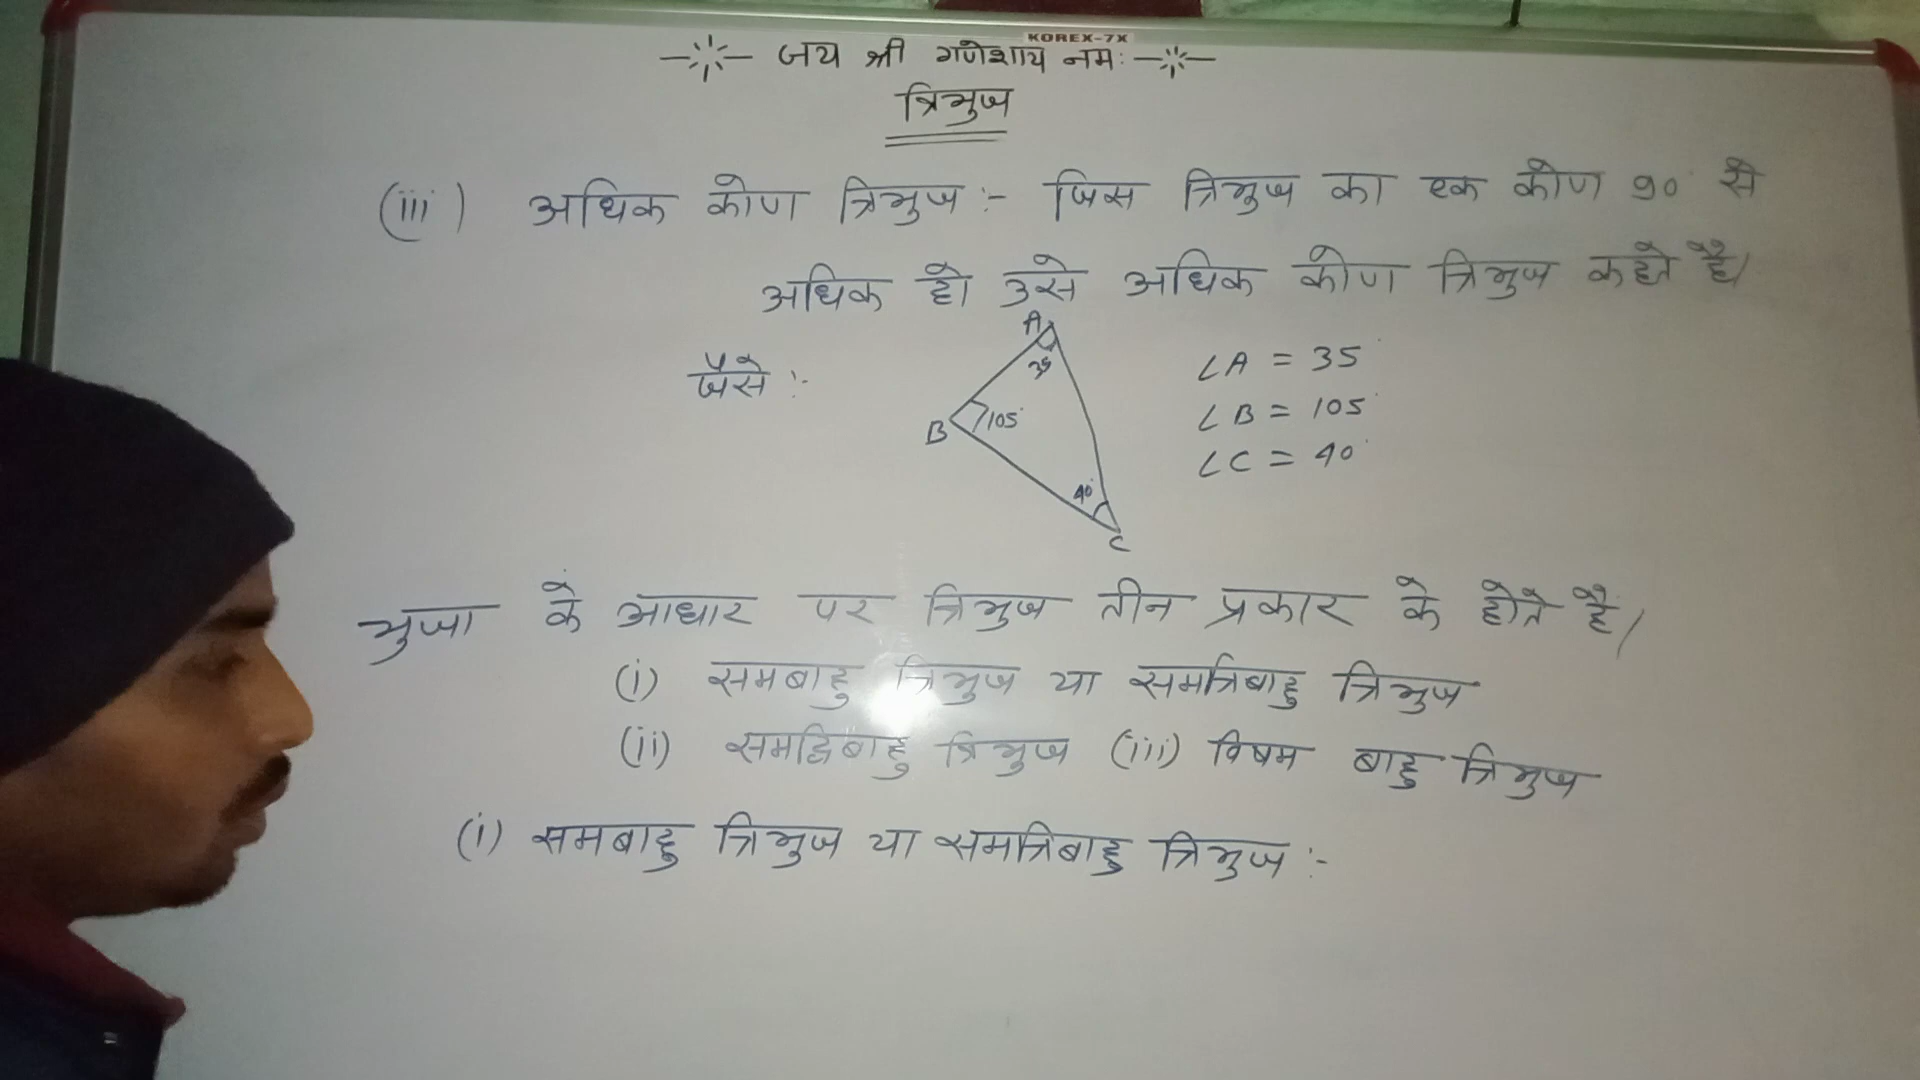 KOREX-7X
जय श्री गणेशाय नमः
त्रिभुज
(iii) अधिक कोण त्रिभुज :- जिस त्रिभुज का एक कोण 90° से
अधिक हो उसे अधिक कोण त्रिभुज कहते है।
जैसे :-
A
35°
B
105°
40°
C
∠A = 35°
∠B = 105°
∠C = 40°
भुजा के आधार पर त्रिभुज तीन प्रकार के होते है।
(i) समबाहु त्रिभुज या समत्रिबाहु त्रिभुज
(ii) समद्विबाहु त्रिभुज (iii) विषम बाहु त्रिभुज
(i) समबाहु त्रिभुज या समत्रिबाहु त्रिभुज :-